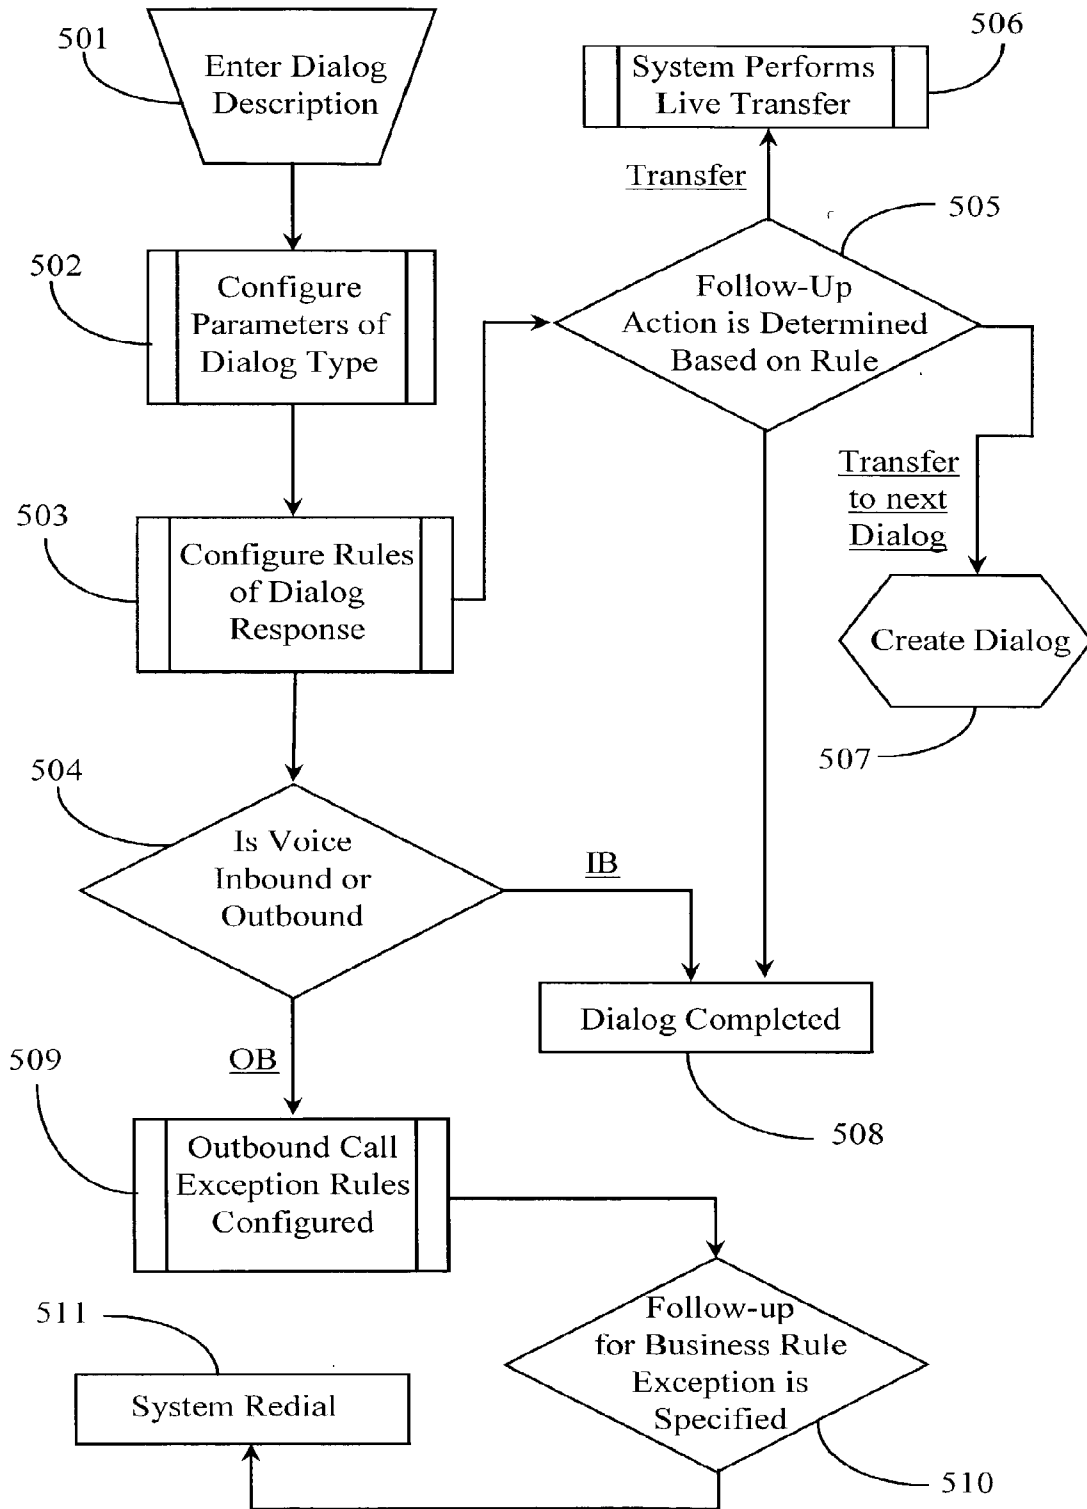 501
Enter Dialog
Description
506
System Performs
Live Transfer
Transfer
505
502
Configure
Parameters of
Dialog Type
Follow-Up
Action is Determined
Based on Rule
Transfer
to next
Dialog
503
Configure Rules
of Dialog
Response
Create Dialog
507
504
Is Voice
Inbound or
Outbound
IB
Dialog Completed
508
OB
509
Outbound Call
Exception Rules
Configured
511
System Redial
Follow-up
for Business Rule
Exception is
Specified
510